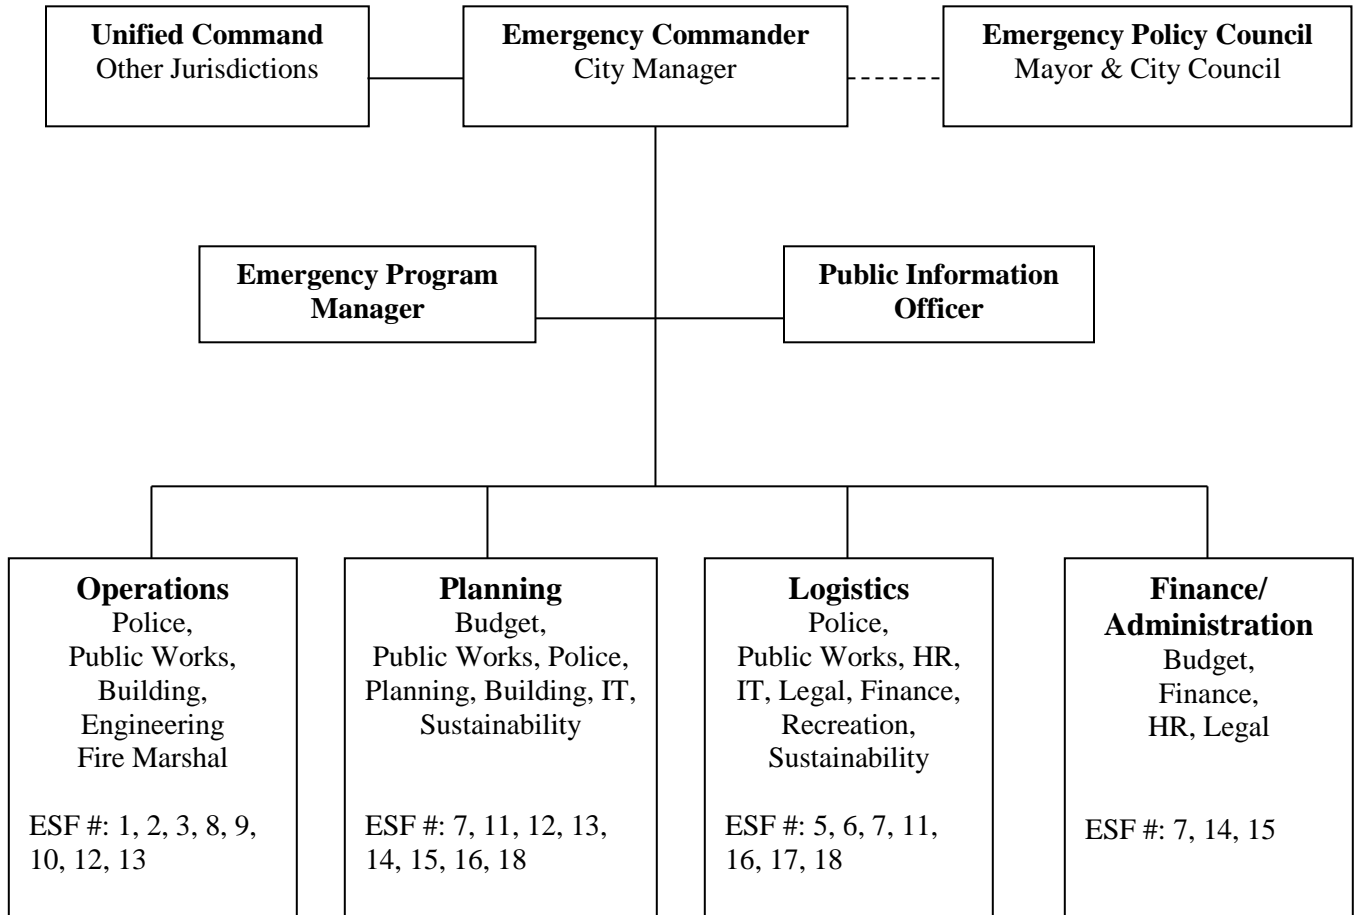 Unified Command
Other Jurisdictions
Emergency Commander
City Manager
Emergency Policy Council
Mayor & City Council
Emergency Program
Manager
Public Information
Officer
Operations
Police,
Public Works,
Building,
Engineering
Fire Marshal
ESF #: 1, 2, 3, 8, 9,
10, 12, 13
Planning
Budget,
Public Works, Police,
Planning, Building, IT,
Sustainability
ESF #: 7, 11, 12, 13,
14, 15, 16, 18
Logistics
Police,
Public Works, HR,
IT, Legal, Finance,
Recreation,
Sustainability
ESF #: 5, 6, 7, 11,
16, 17, 18
Finance/
Administration
Budget,
Finance,
HR, Legal
ESF #: 7, 14, 15